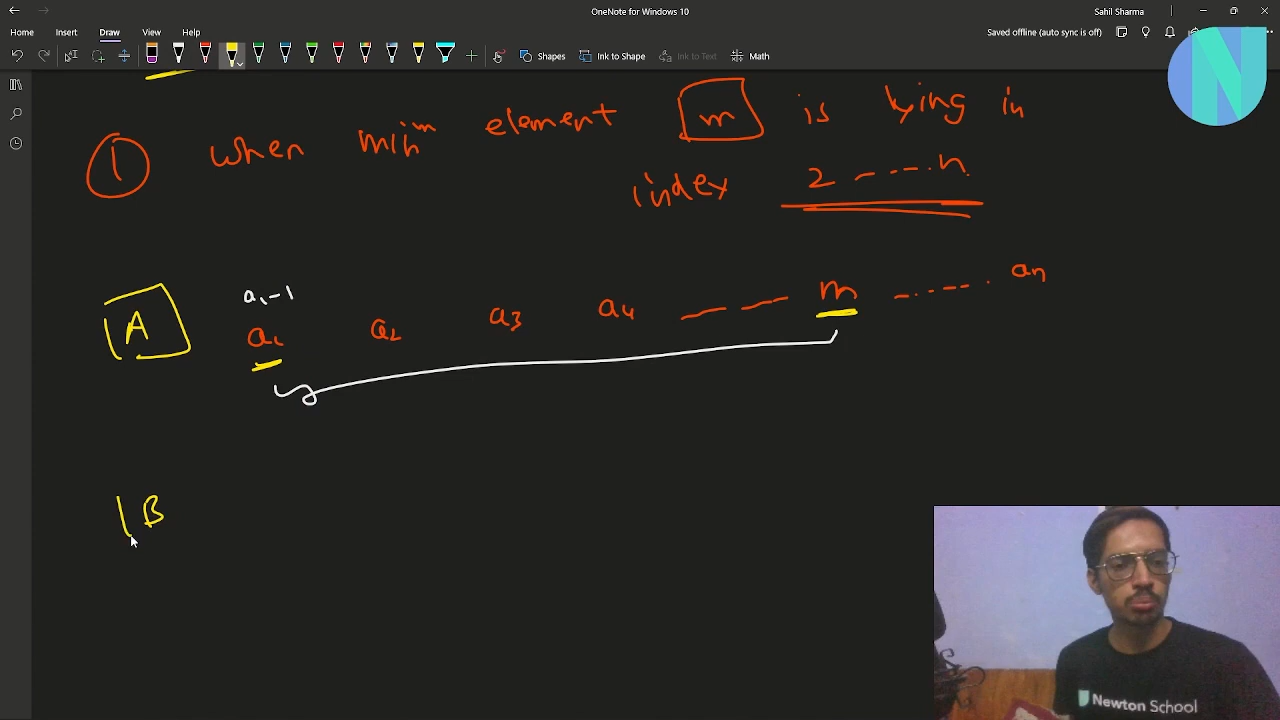 OneNote for Windows 10
Sahil Sharma
Home Insert Draw View Help
Saved offline (auto sync is off)
Shapes Ink to Shape Ink to Text Math
N
1 when minm element m is lying in
index 2 ----- n
a1-1
A a1 a2 a3 a4 --- m ------ an
B
Newton School